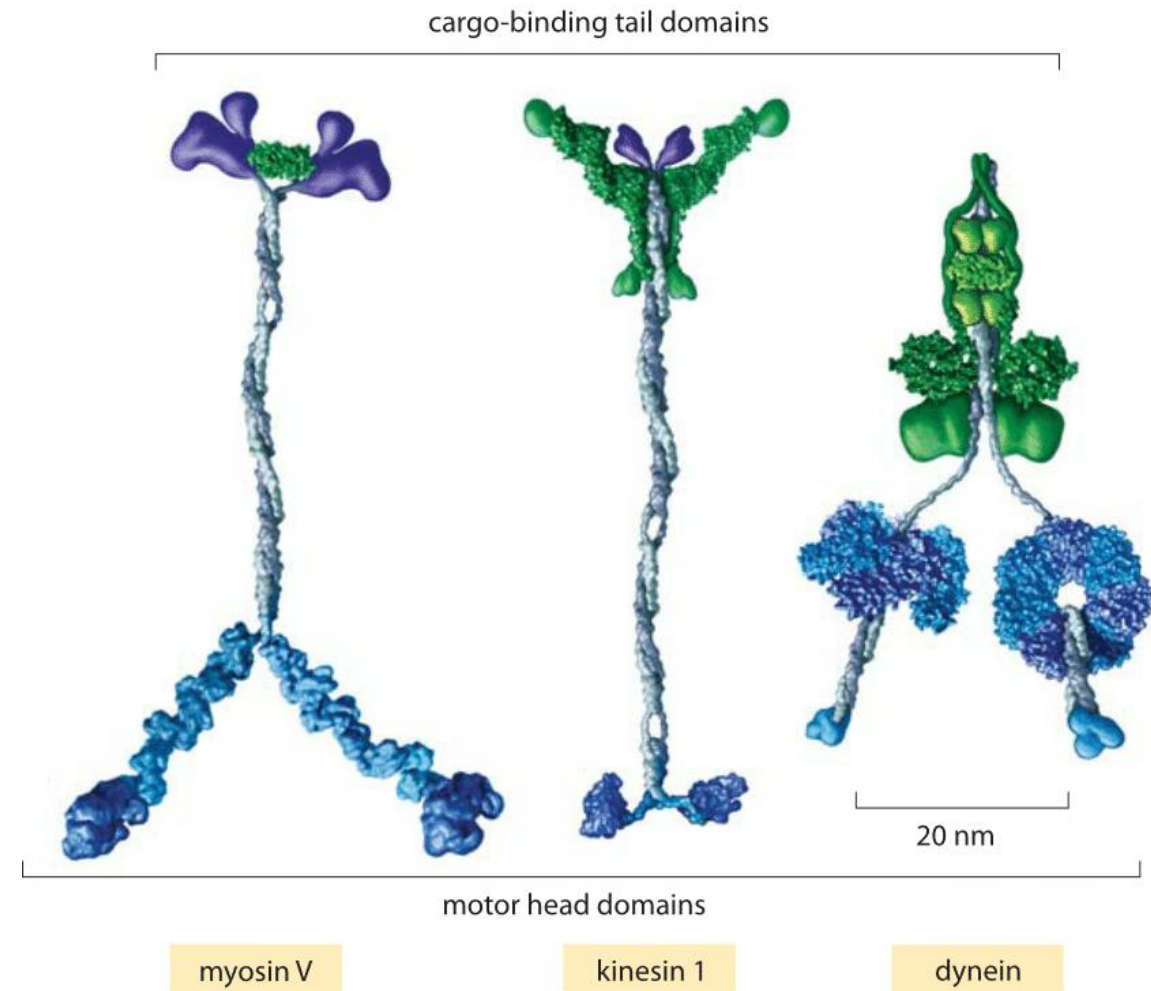 cargo-binding tail domains
20 nm
motor head domains
myosin V
kinesin 1
dynein